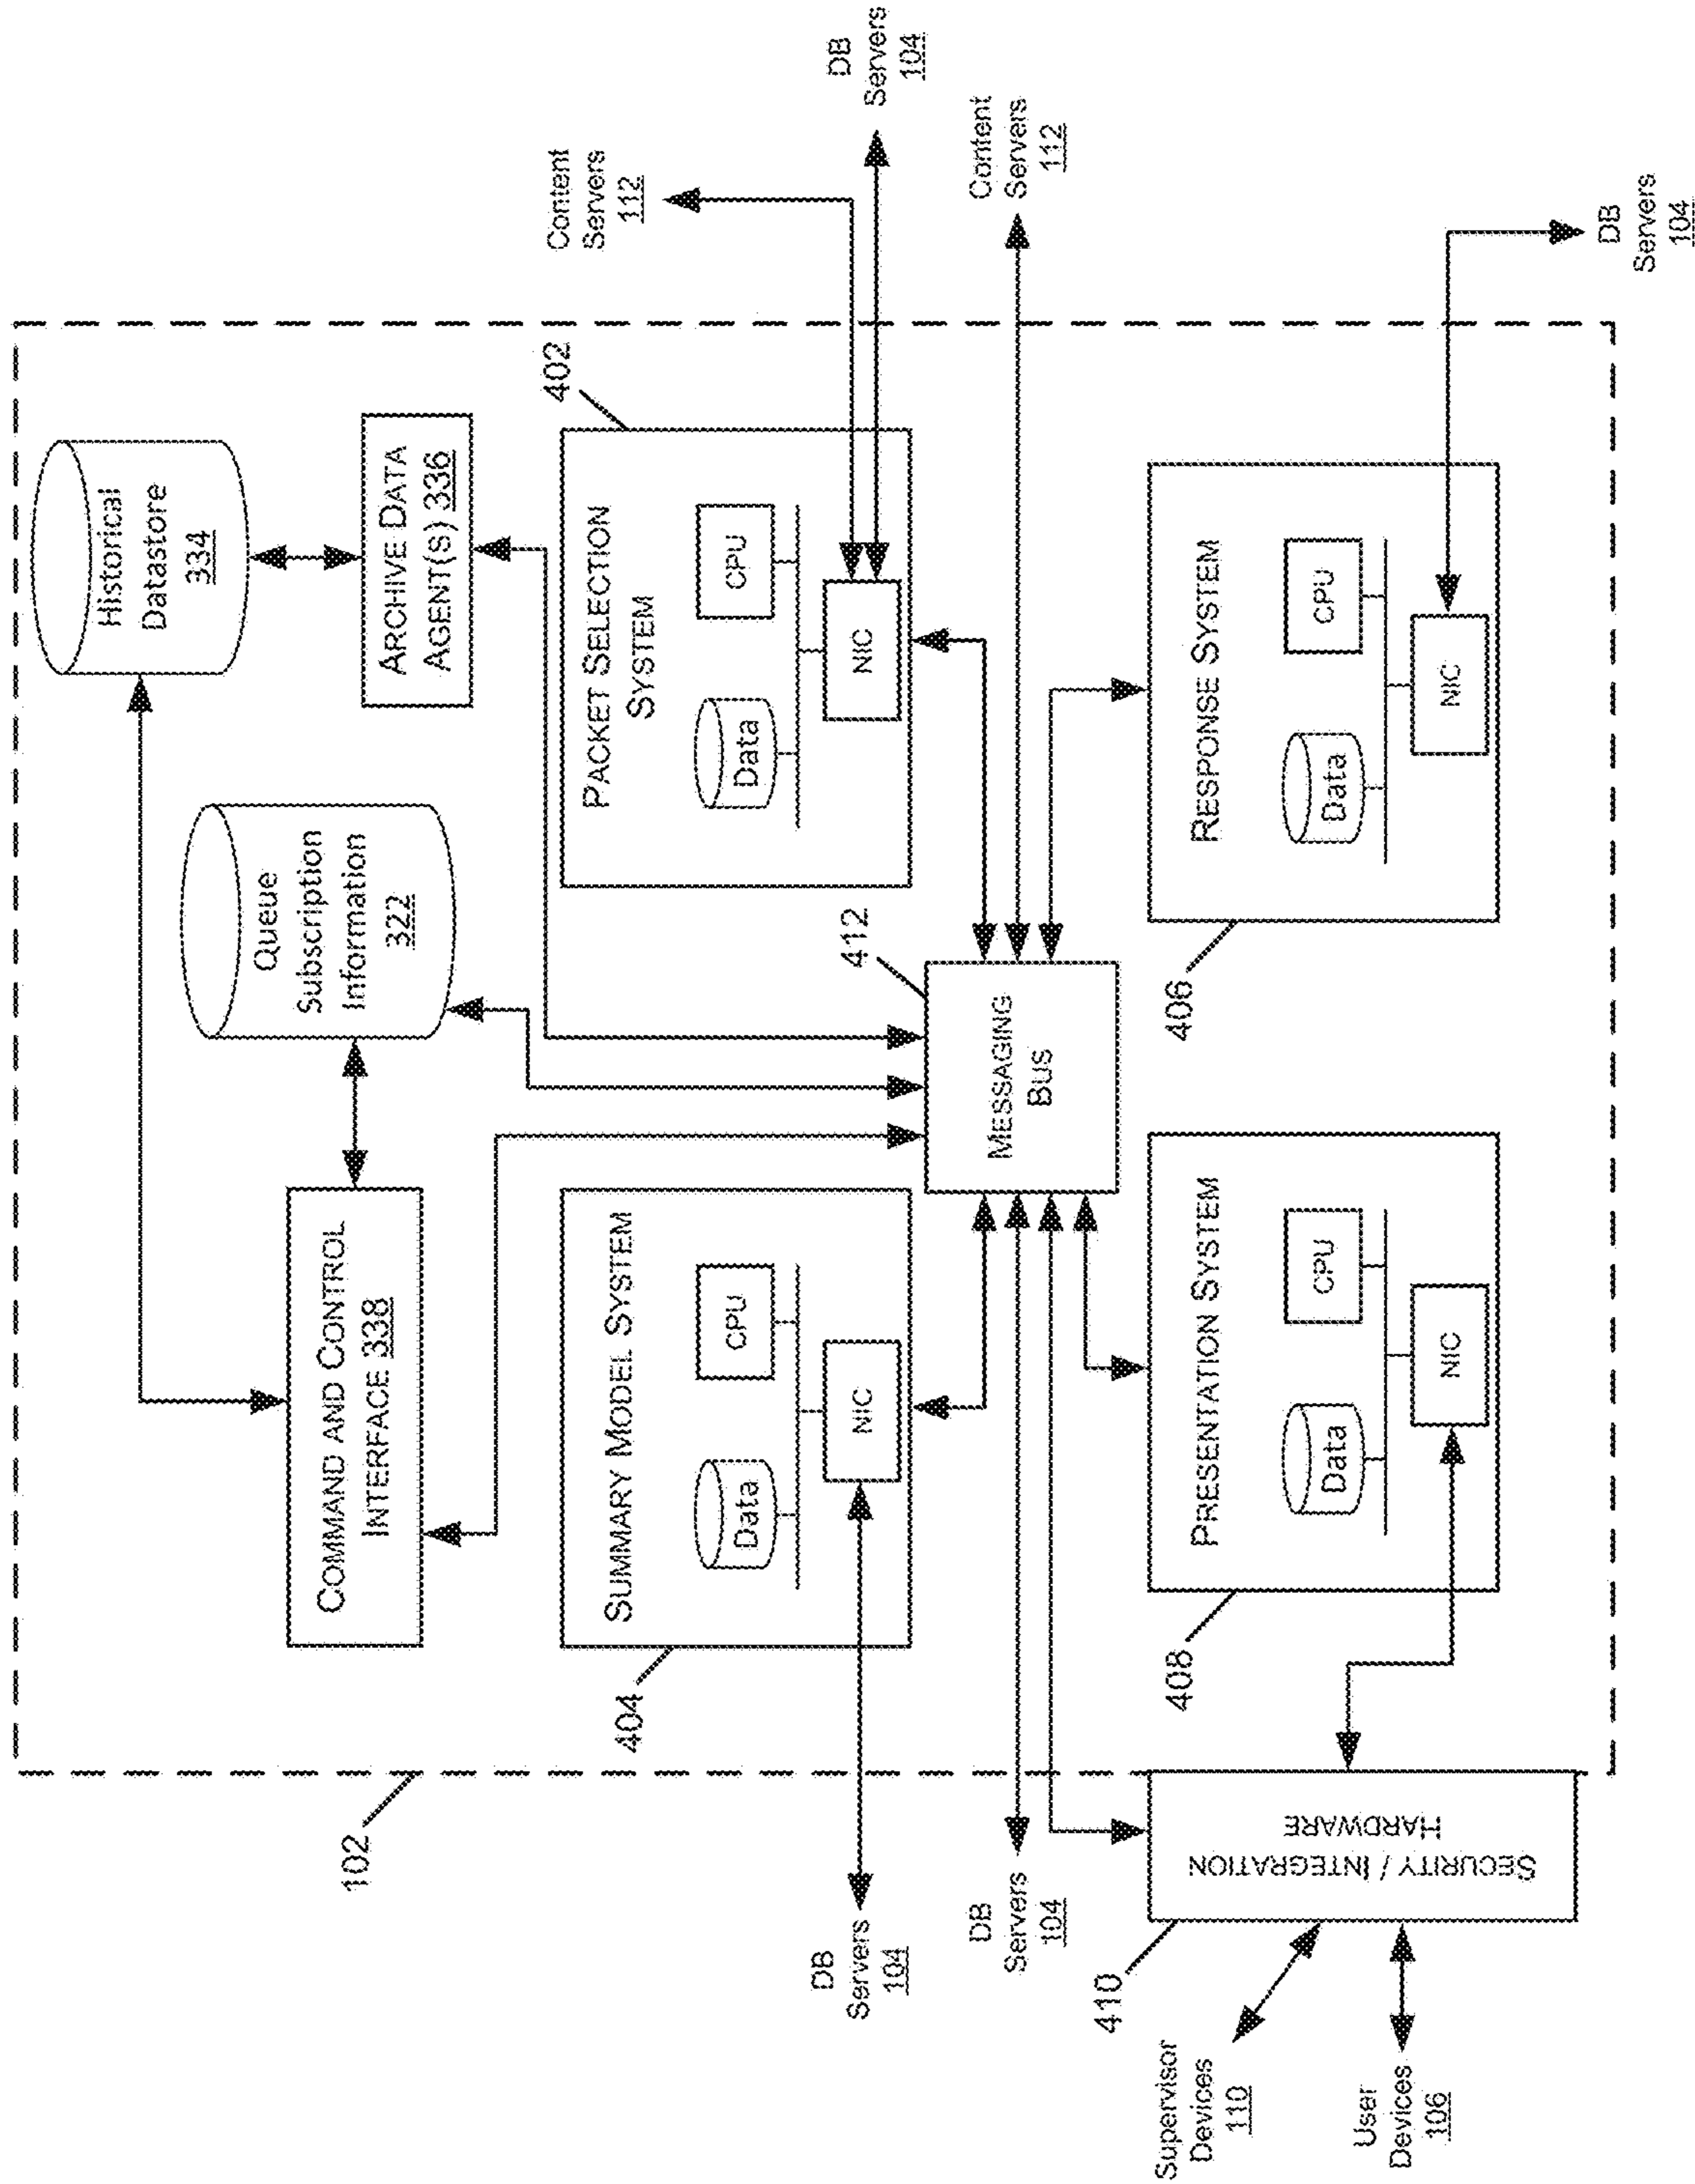 102
COMMAND AND CONTROL
INTERFACE 338
Queue
Subscription
Information
322
Historical
Datastore
334
ARCHIVE DATA
AGENT(S) 336
404
SUMMARY MODEL SYSTEM
Data
CPU
NIC
DB
Servers
104
402
PACKET SELECTION
SYSTEM
Data
CPU
NIC
Content
Servers
112
DB
Servers
104
412
MESSAGING
BUS
DB
Servers
104
Content
Servers
112
408
PRESENTATION SYSTEM
Data
CPU
NIC
406
RESPONSE SYSTEM
Data
CPU
NIC
DB
Servers
104
410
SECURITY / INTEGRATION
HARDWARE
Supervisor
Devices
110
User
Devices
106